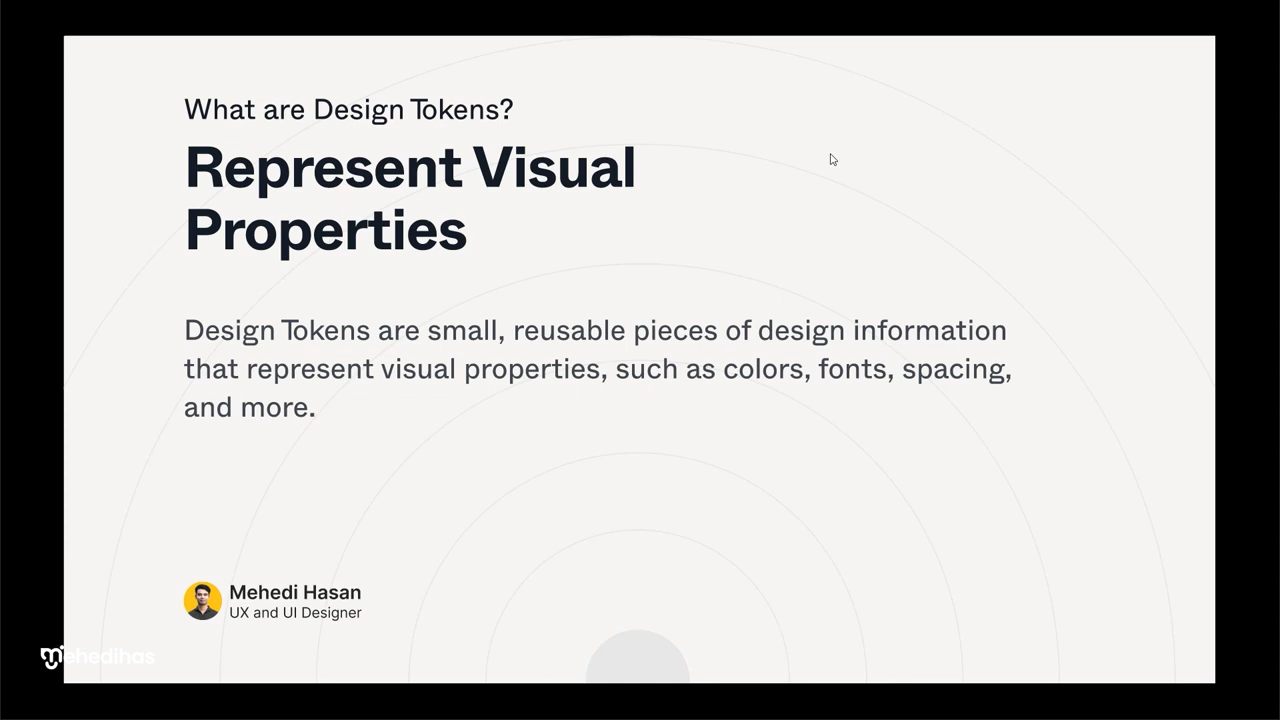 What are Design Tokens?
Represent Visual
Properties
Design Tokens are small, reusable pieces of design information
that represent visual properties, such as colors, fonts, spacing,
and more.
Mehedi Hasan
UX and UI Designer
mehedihas